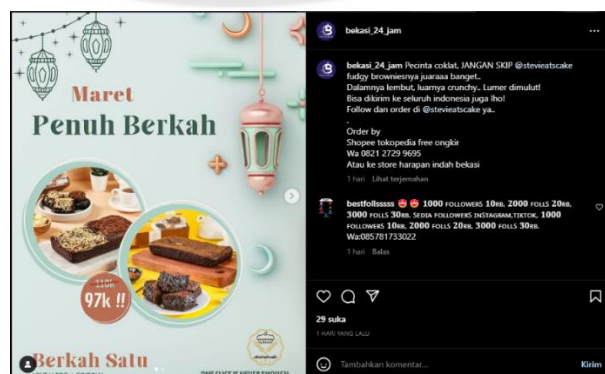 Maret
Penuh Berkah
97k !!
Berkah Satu
bekasi_24_jam
bekasi_24_jam Pecinta coklat, JANGAN SKIP @stevieatscake
fudgy browniesnya juaraaa banget..
Dalamnya lembut, luarnya crunchy.. Lumer dimulut!
Bisa dikirim ke seluruh indonesia juga lho!
Follow dan order di @stevieatscake ya..
.
Order by
Shopee tokopedia free ongkir
Wa 0821 2729 9695
Atau ke store harapan indah bekasi
1 hari Lihat terjemahan
bestfollsssss 😍 😍 1000 FOLLOWERS 10RB. 2000 FOLLS 20RB.
3000 FOLLS 30RB. SEDIA FOLLOWERS INSTAGRAM,TIKTOK. 1000
FOLLOWERS 10RB, 2000 FOLLS 20RB, 3000 FOLLS 30RB.
Wa:085781733022
1 hari Balas
29 suka
1 HARI YANG LALU
Tambahkan komentar...
Kirim